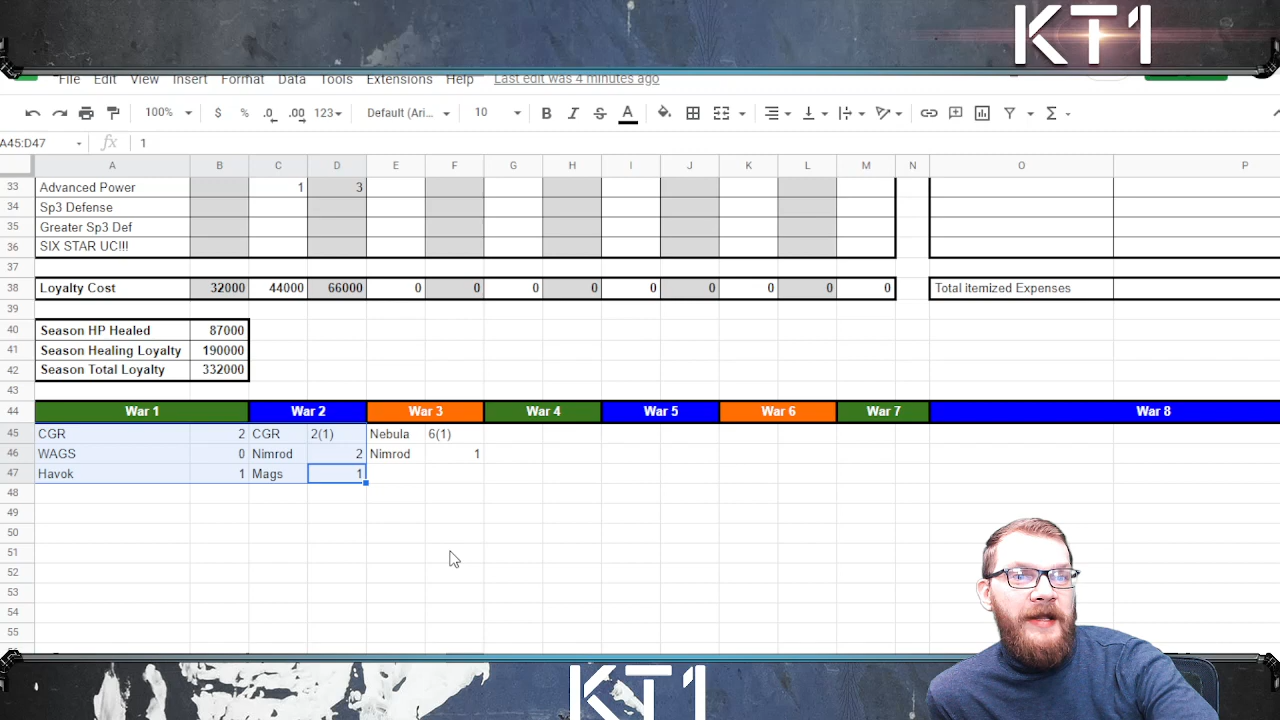 KT1
File Edit View Insert Format Data Tools Extensions Help Last edit was 4 minutes ago
100% $ % .0 .00 123 Default (Ari... 10 B I S A
A45:D47 fx 1
A B C D E F G H I J K L M N O P
33 Advanced Power 1 3
34 Sp3 Defense
35 Greater Sp3 Def
36 SIX STAR UC!!!
37
38 Loyalty Cost 32000 44000 66000 0 0 0 0 0 0 0 0 0 Total itemized Expenses
39
40 Season HP Healed 87000
41 Season Healing Loyalty 190000
42 Season Total Loyalty 332000
43
44 War 1 War 2 War 3 War 4 War 5 War 6 War 7 War 8
45 CGR 2 CGR 2(1) Nebula 6(1)
46 WAGS 0 Nimrod 2 Nimrod 1
47 Havok 1 Mags 1
48
49
50
51
52
53
54
55
KT1